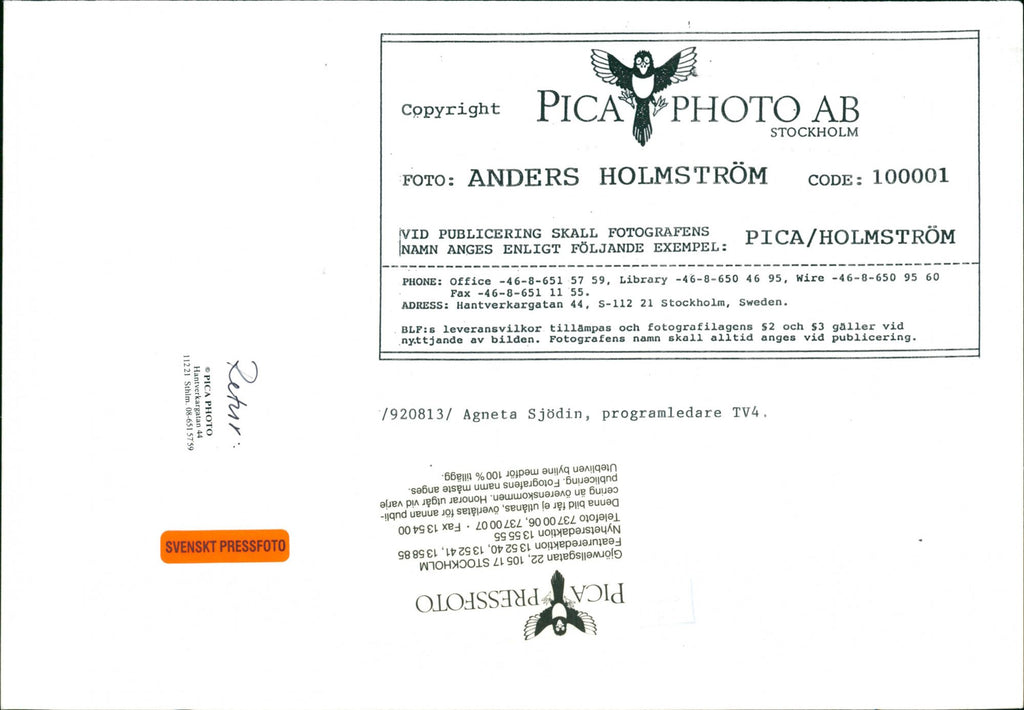 Copyright PICA PHOTO AB
STOCKHOLM
FOTO: ANDERS HOLMSTRÖM CODE: 100001
VID PUBLICERING SKALL FOTOGRAFENS
NAMN ANGES ENLIGT FÖLJANDE EXEMPEL: PICA/HOLMSTRÖM
PHONE: Office -46-8-651 57 59, Library -46-8-650 46 95, Wire -46-8-650 95 60
Fax -46-8-651 11 55.
ADRESS: Hantverkargatan 44, S-112 21 Stockholm, Sweden.
BLF:s leveransvilkor tillämpas och fotografilagens §2 och §3 gäller vid
nyttjande av bilden. Fotografens namn skall alltid anges vid publicering.
Retur:
© PICA PHOTO
Hantverkargatan 44
112 21 Sthlm. 08-651 57 59
/920813/ Agneta Sjödin, programledare TV4.
SVENSKT PRESSFOTO
PICA PRESSFOTO
Gjörwellsgatan 22, 105 17 STOCKHOLM
Featureredaktion 13 52 40, 13 52 41, 13 58 85
Nyhetsredaktion 13 55 55
Telefoto 737 00 06, 737 00 07 · Fax 13 54 00
Denna bild får ej utlånas, överlåtas för annan publi-
cering än överenskommen. Honorar utgår vid varje
publicering. Fotografens namn måste anges.
Utebliven byline medför 100 % tillägg.